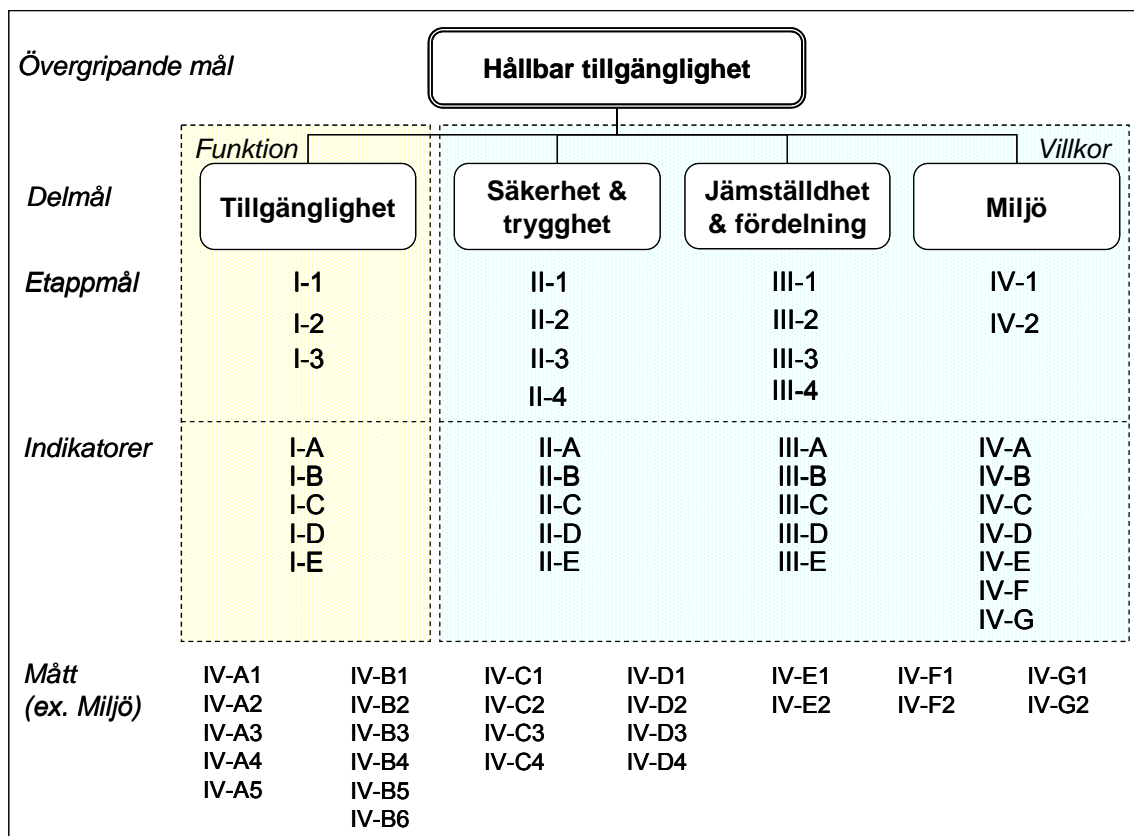 Övergripande mål
Hållbar tillgänglighet
Funktion
Villkor
Delmål
Tillgänglighet
Säkerhet &
trygghet
Jämställdhet
& fördelning
Miljö
Etappmål
I-1
II-1
III-1
IV-1
I-2
II-2
III-2
IV-2
I-3
II-3
III-3
II-4
III-4
Indikatorer
I-A
II-A
III-A
IV-A
I-B
II-B
III-B
IV-B
I-C
II-C
III-C
IV-C
I-D
II-D
III-D
IV-D
I-E
II-E
III-E
IV-E
IV-F
IV-G
Mått
(ex. Miljö)
IV-A1
IV-B1
IV-C1
IV-D1
IV-E1
IV-F1
IV-G1
IV-A2
IV-B2
IV-C2
IV-D2
IV-E2
IV-F2
IV-G2
IV-A3
IV-B3
IV-C3
IV-D3
IV-A4
IV-B4
IV-C4
IV-D4
IV-A5
IV-B5
IV-B6